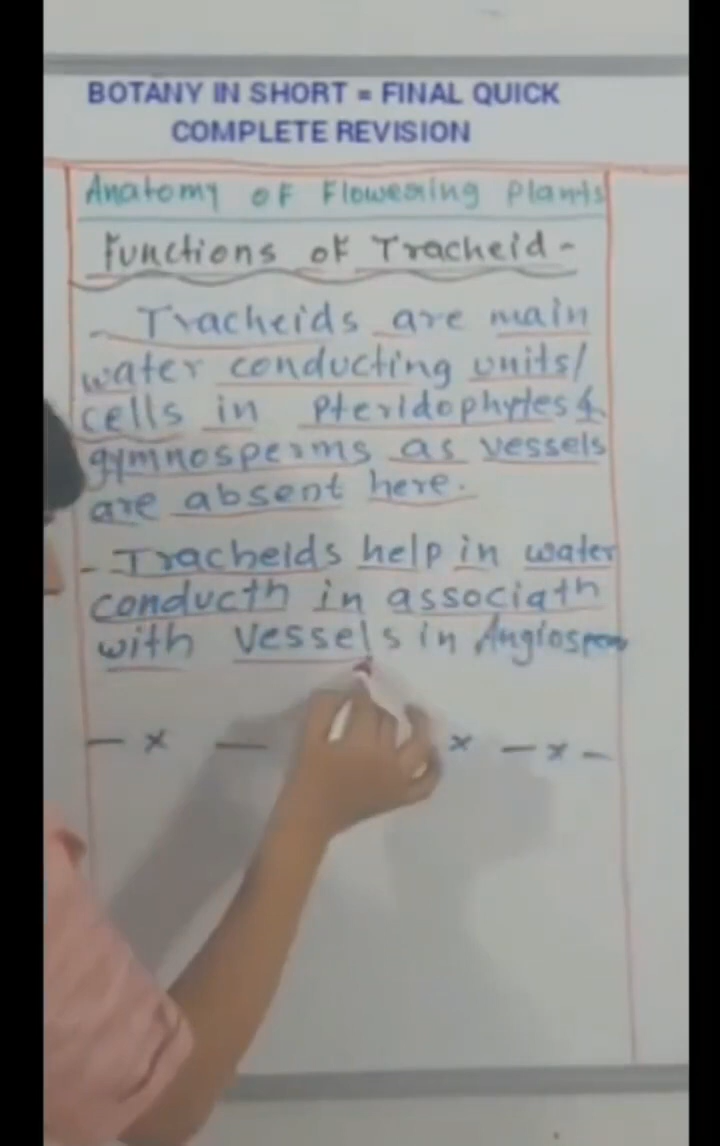 BOTANY IN SHORT = FINAL QUICK
COMPLETE REVISION
Anatomy of Flowering Plants
Functions of Tracheid -
- Tracheids are main
water conducting units/
cells in Pteridophytes &
gymnosperms as vessels
are absent here.
- Tracheids help in water
conductn in associatn
with vessels in Angiosperm
- x - x - x -